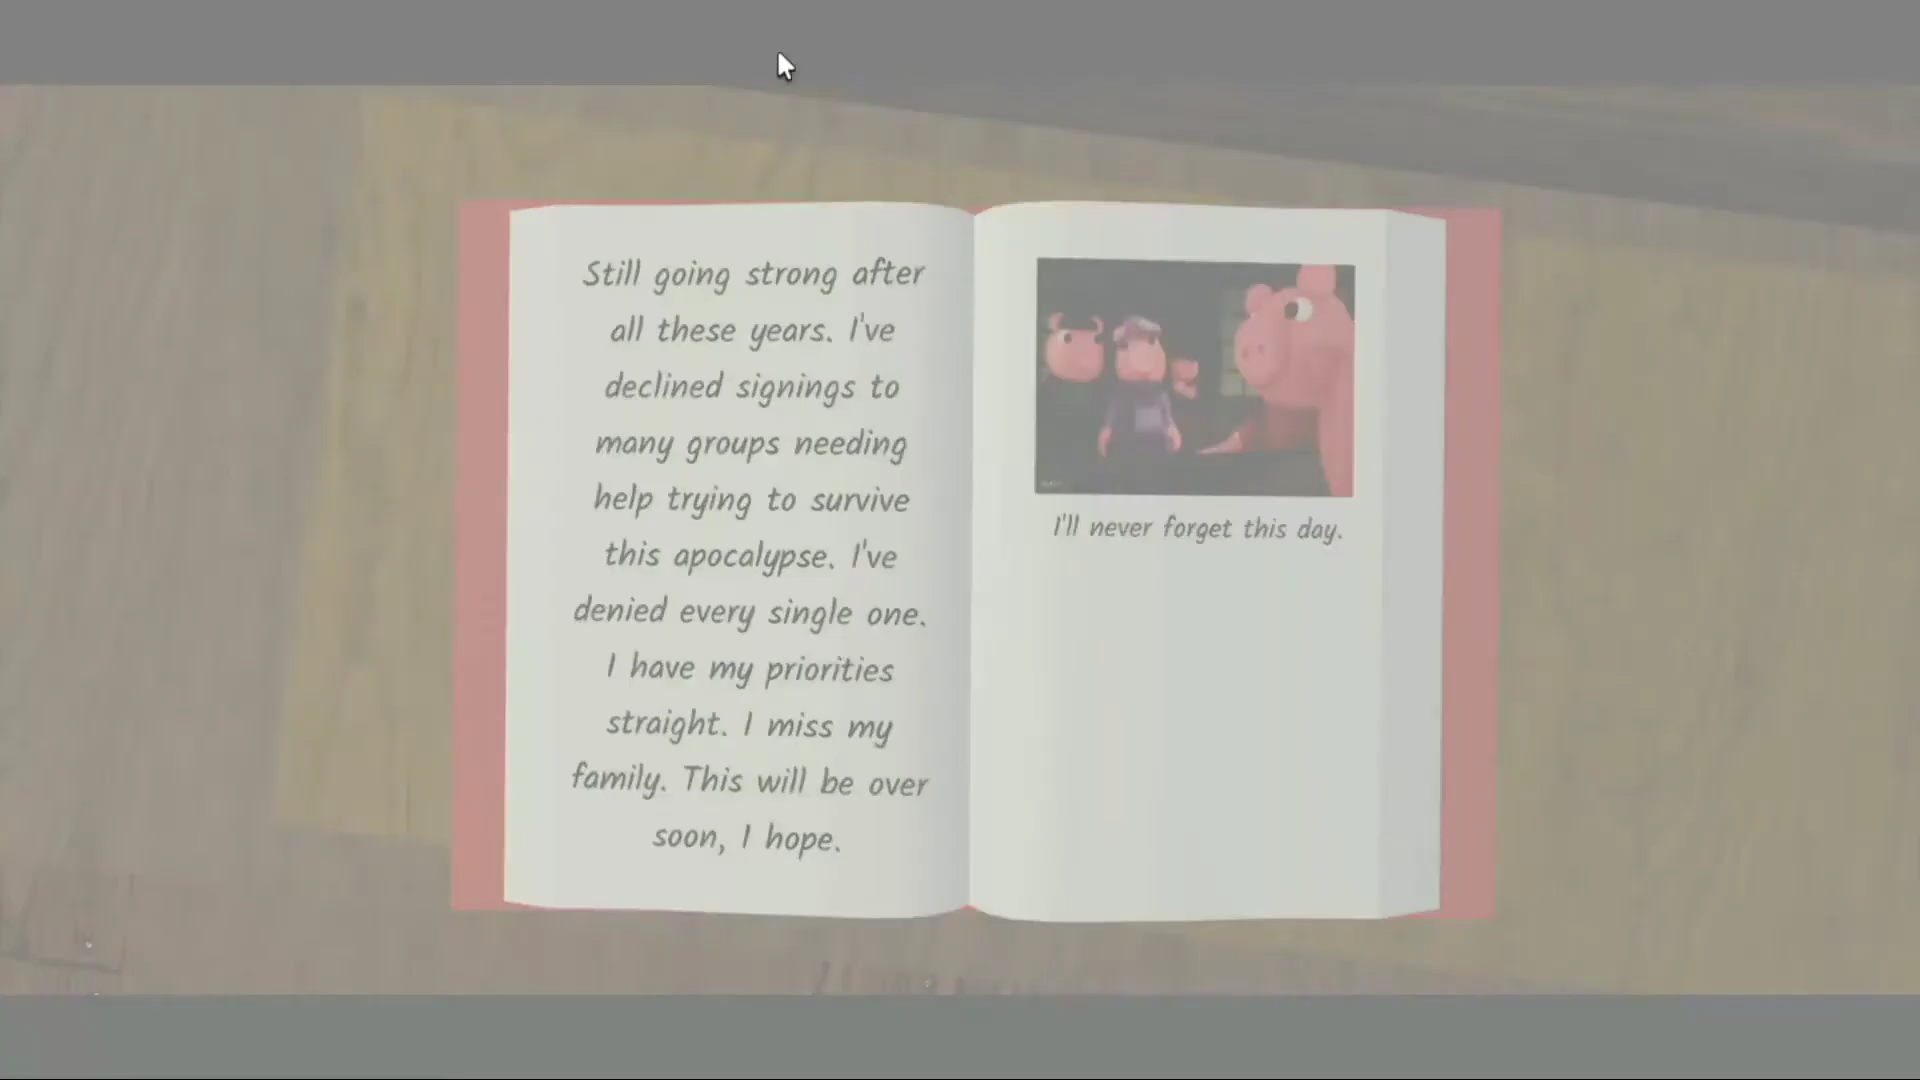 Still going strong after
all these years. I've
declined signings to
many groups needing
help trying to survive
this apocalypse. I've
denied every single one.
I have my priorities
straight. I miss my
family. This will be over
soon, I hope.
I'll never forget this day.